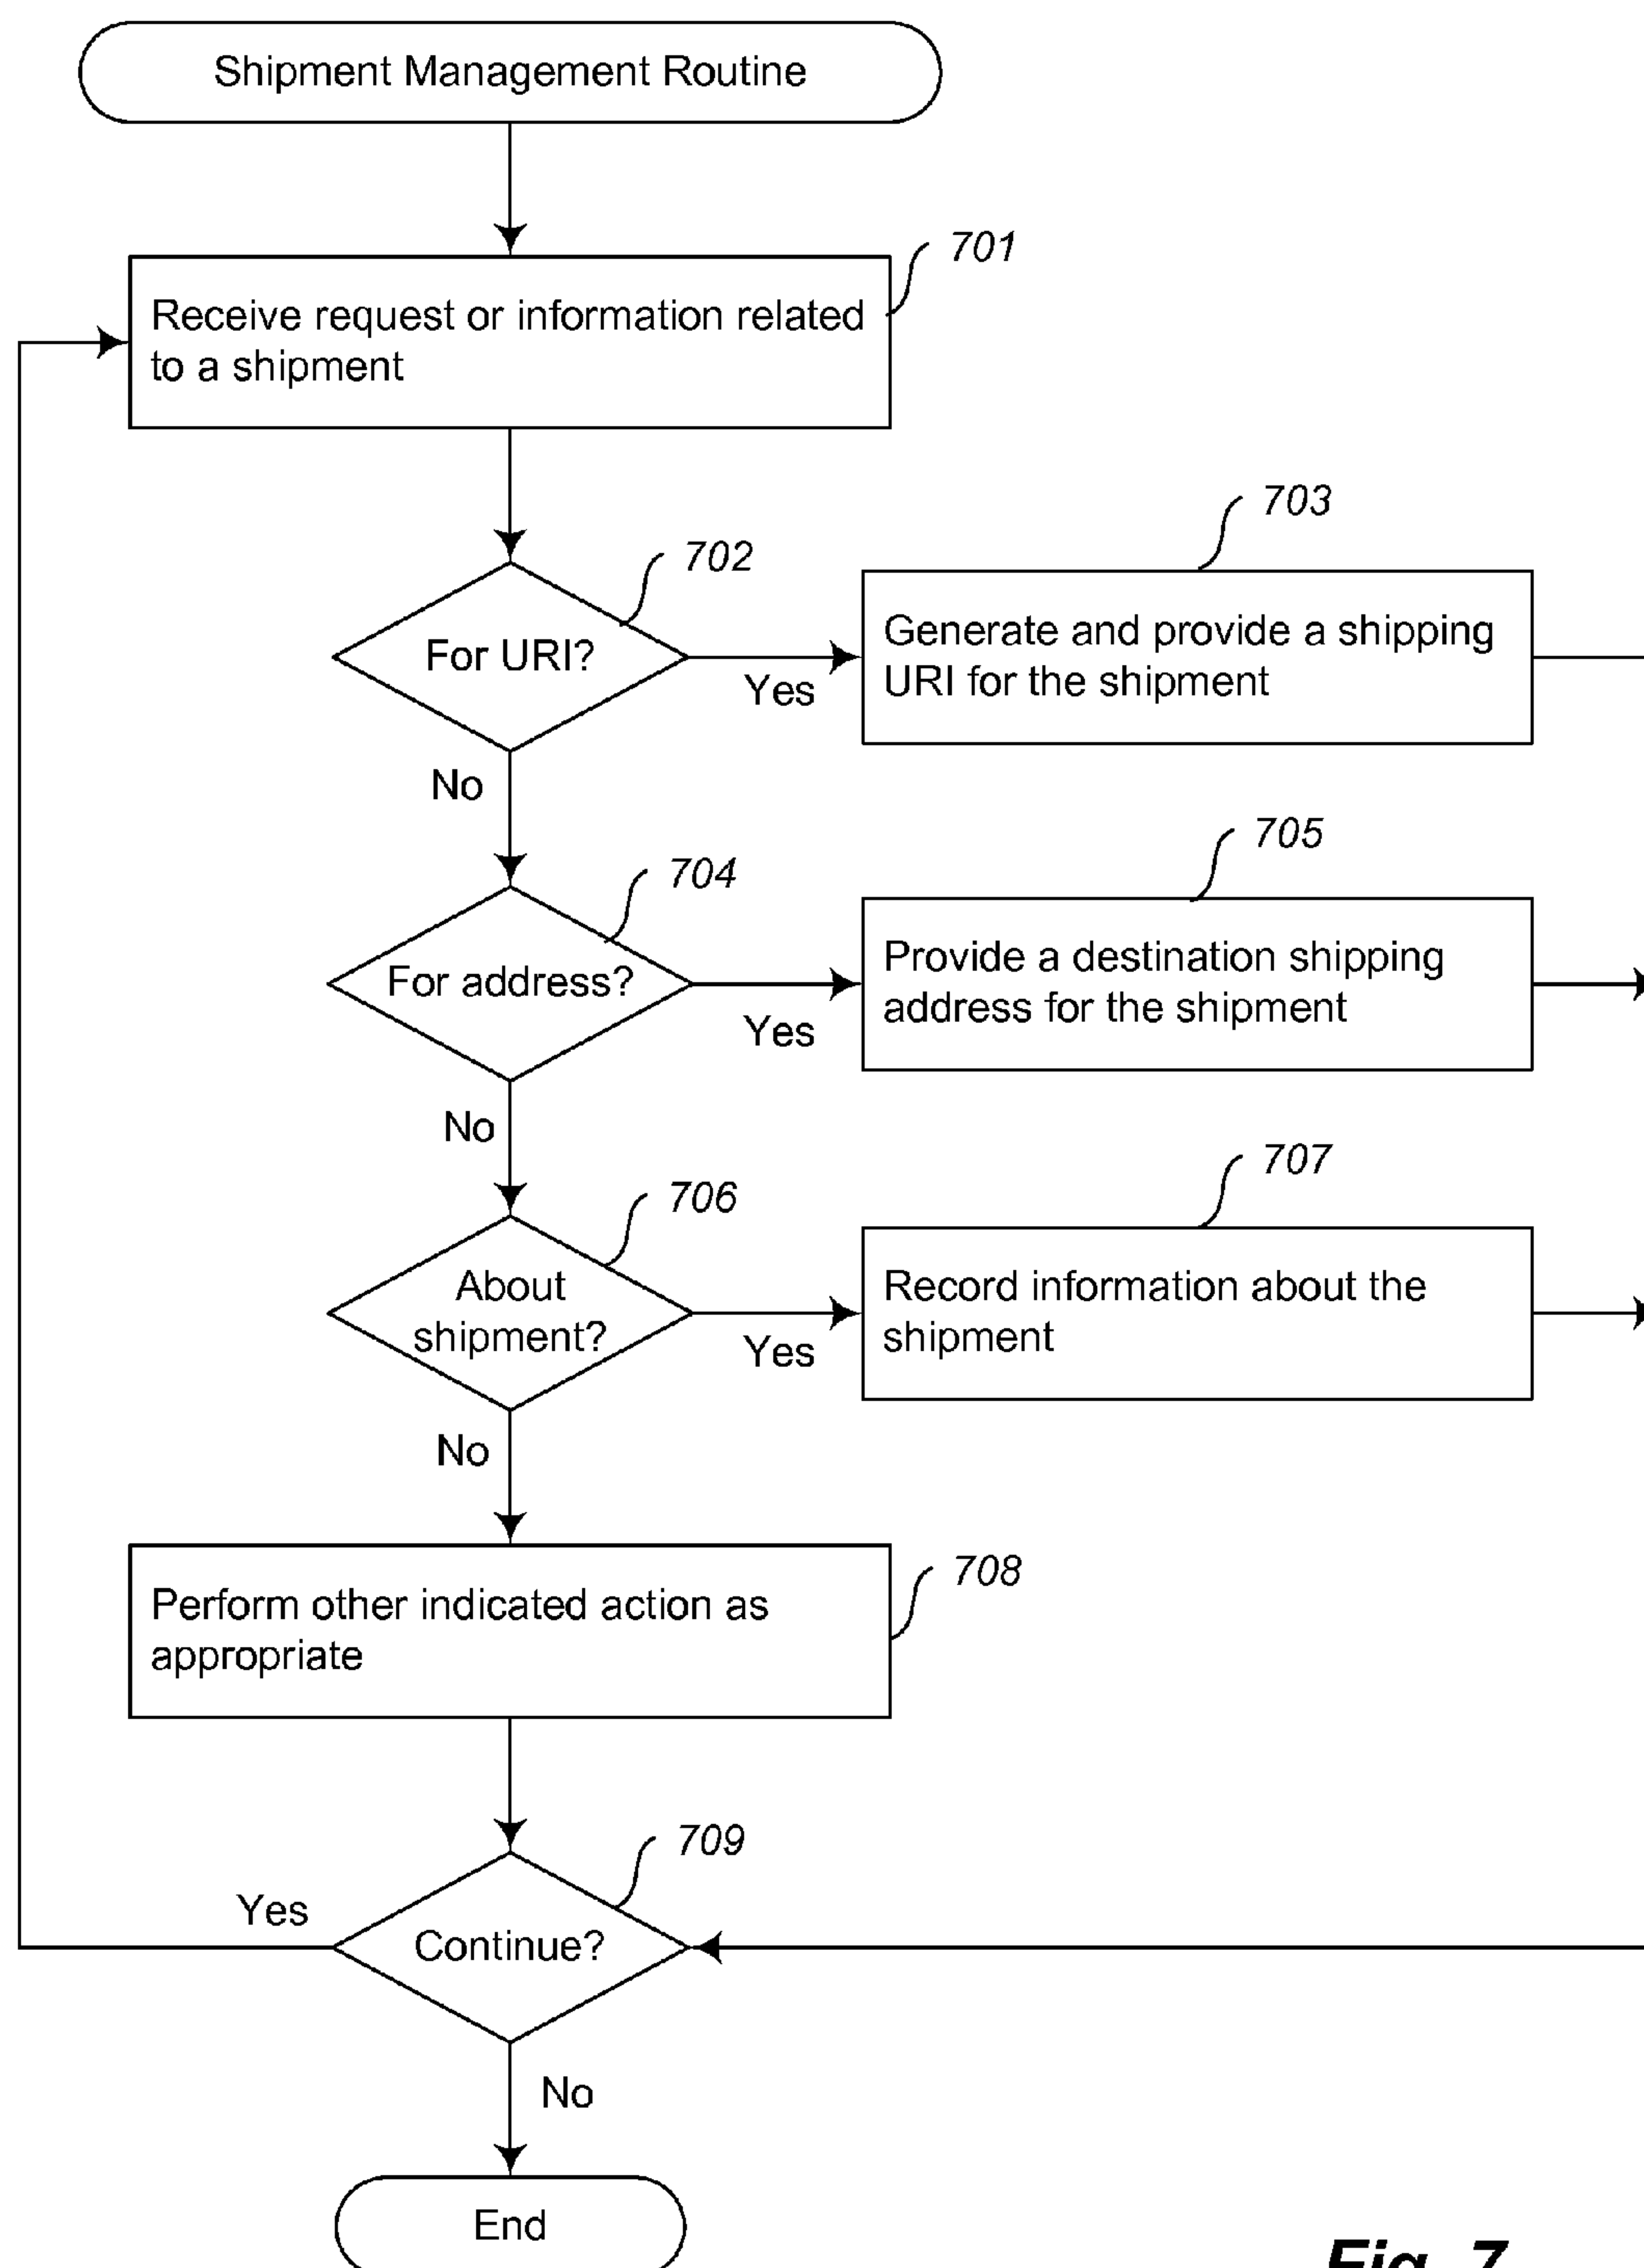 Shipment Management Routine
701
Receive request or information related
to a shipment
702
For URI?
Yes
703
Generate and provide a shipping
URI for the shipment
No
704
For address?
Yes
705
Provide a destination shipping
address for the shipment
No
706
About
shipment?
Yes
707
Record information about the
shipment
No
708
Perform other indicated action as
appropriate
709
Yes
Continue?
No
End
Fig. 7